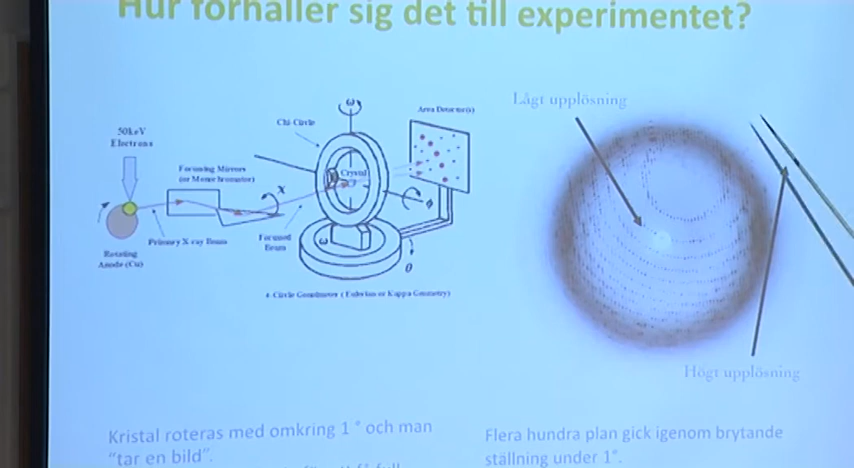 Hur förhåller sig det till experimentet?
50keV
Electrons
Focusing Mirrors
(or Monochromator)
Chi-Circle
ω
Area Detector(s)
Crystal
χ
ϕ
Rotating
Anode (Cu)
Primary X-ray Beam
Focused
Beam
ω
θ
4 Circle Goniometer (Eulerian or Kappa Geometry)
Lågt upplösning
Högt upplösning
Kristal roteras med omkring 1 ° och man
”tar en bild”.
Flera hundra plan gick igenom brytande
ställning under 1°.